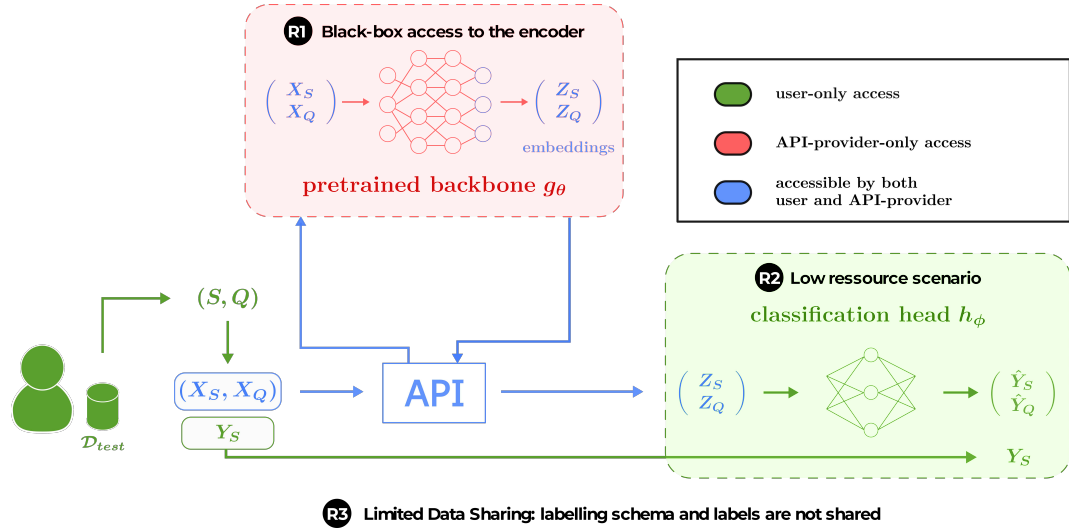 R1 Black-box access to the encoder
X_S
X_Q
Z_S
Z_Q
embeddings
pretrained backbone g_θ
user-only access
API-provider-only access
accessible by both
user and API-provider
R2 Low ressource scenario
classification head h_ϕ
(S, Q)
(X_S, X_Q)
API
Z_S
Z_Q
Ŷ_S
Ŷ_Q
Y_S
D_test
Y_S
R3 Limited Data Sharing: labelling schema and labels are not shared